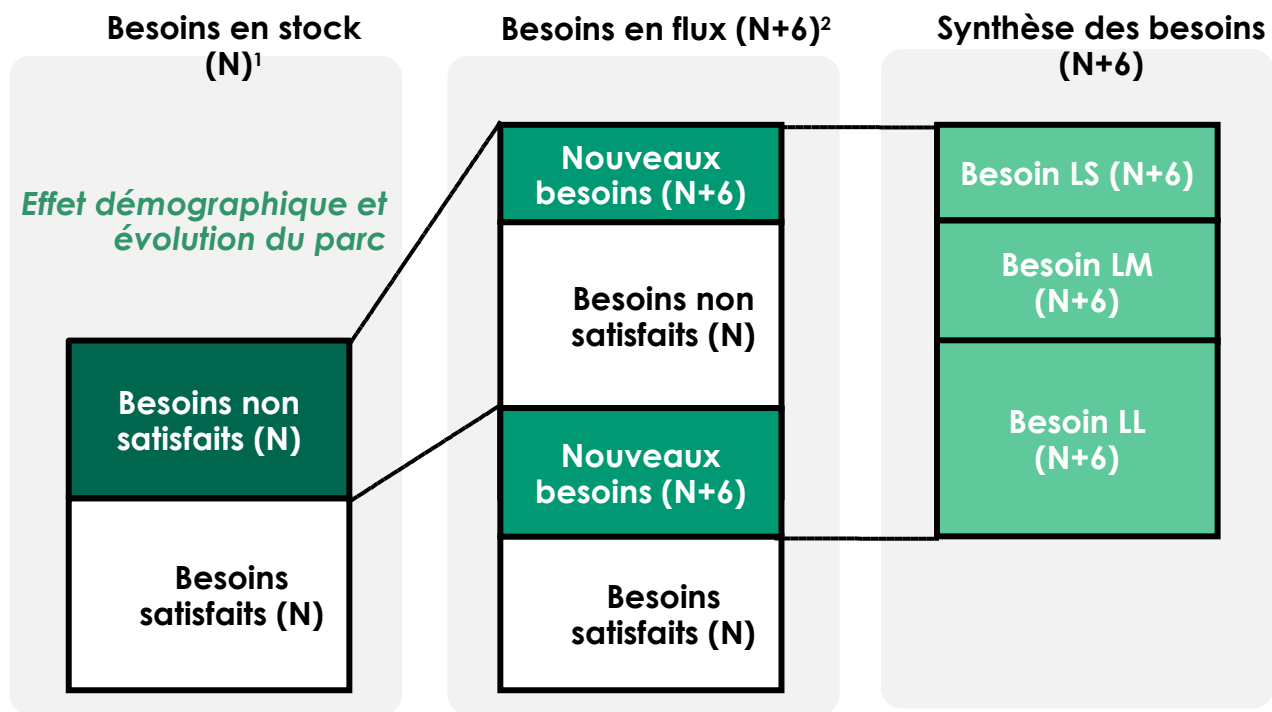 Besoins en stock
(N)¹
Effet démographique et
évolution du parc
Besoins non
satisfaits (N)
Besoins
satisfaits (N)
Besoins en flux (N+6)²
Nouveaux
besoins (N+6)
Besoins non
satisfaits (N)
Nouveaux
besoins (N+6)
Besoins
satisfaits (N)
Synthèse des besoins
(N+6)
Besoin LS (N+6)
Besoin LM
(N+6)
Besoin LL
(N+6)